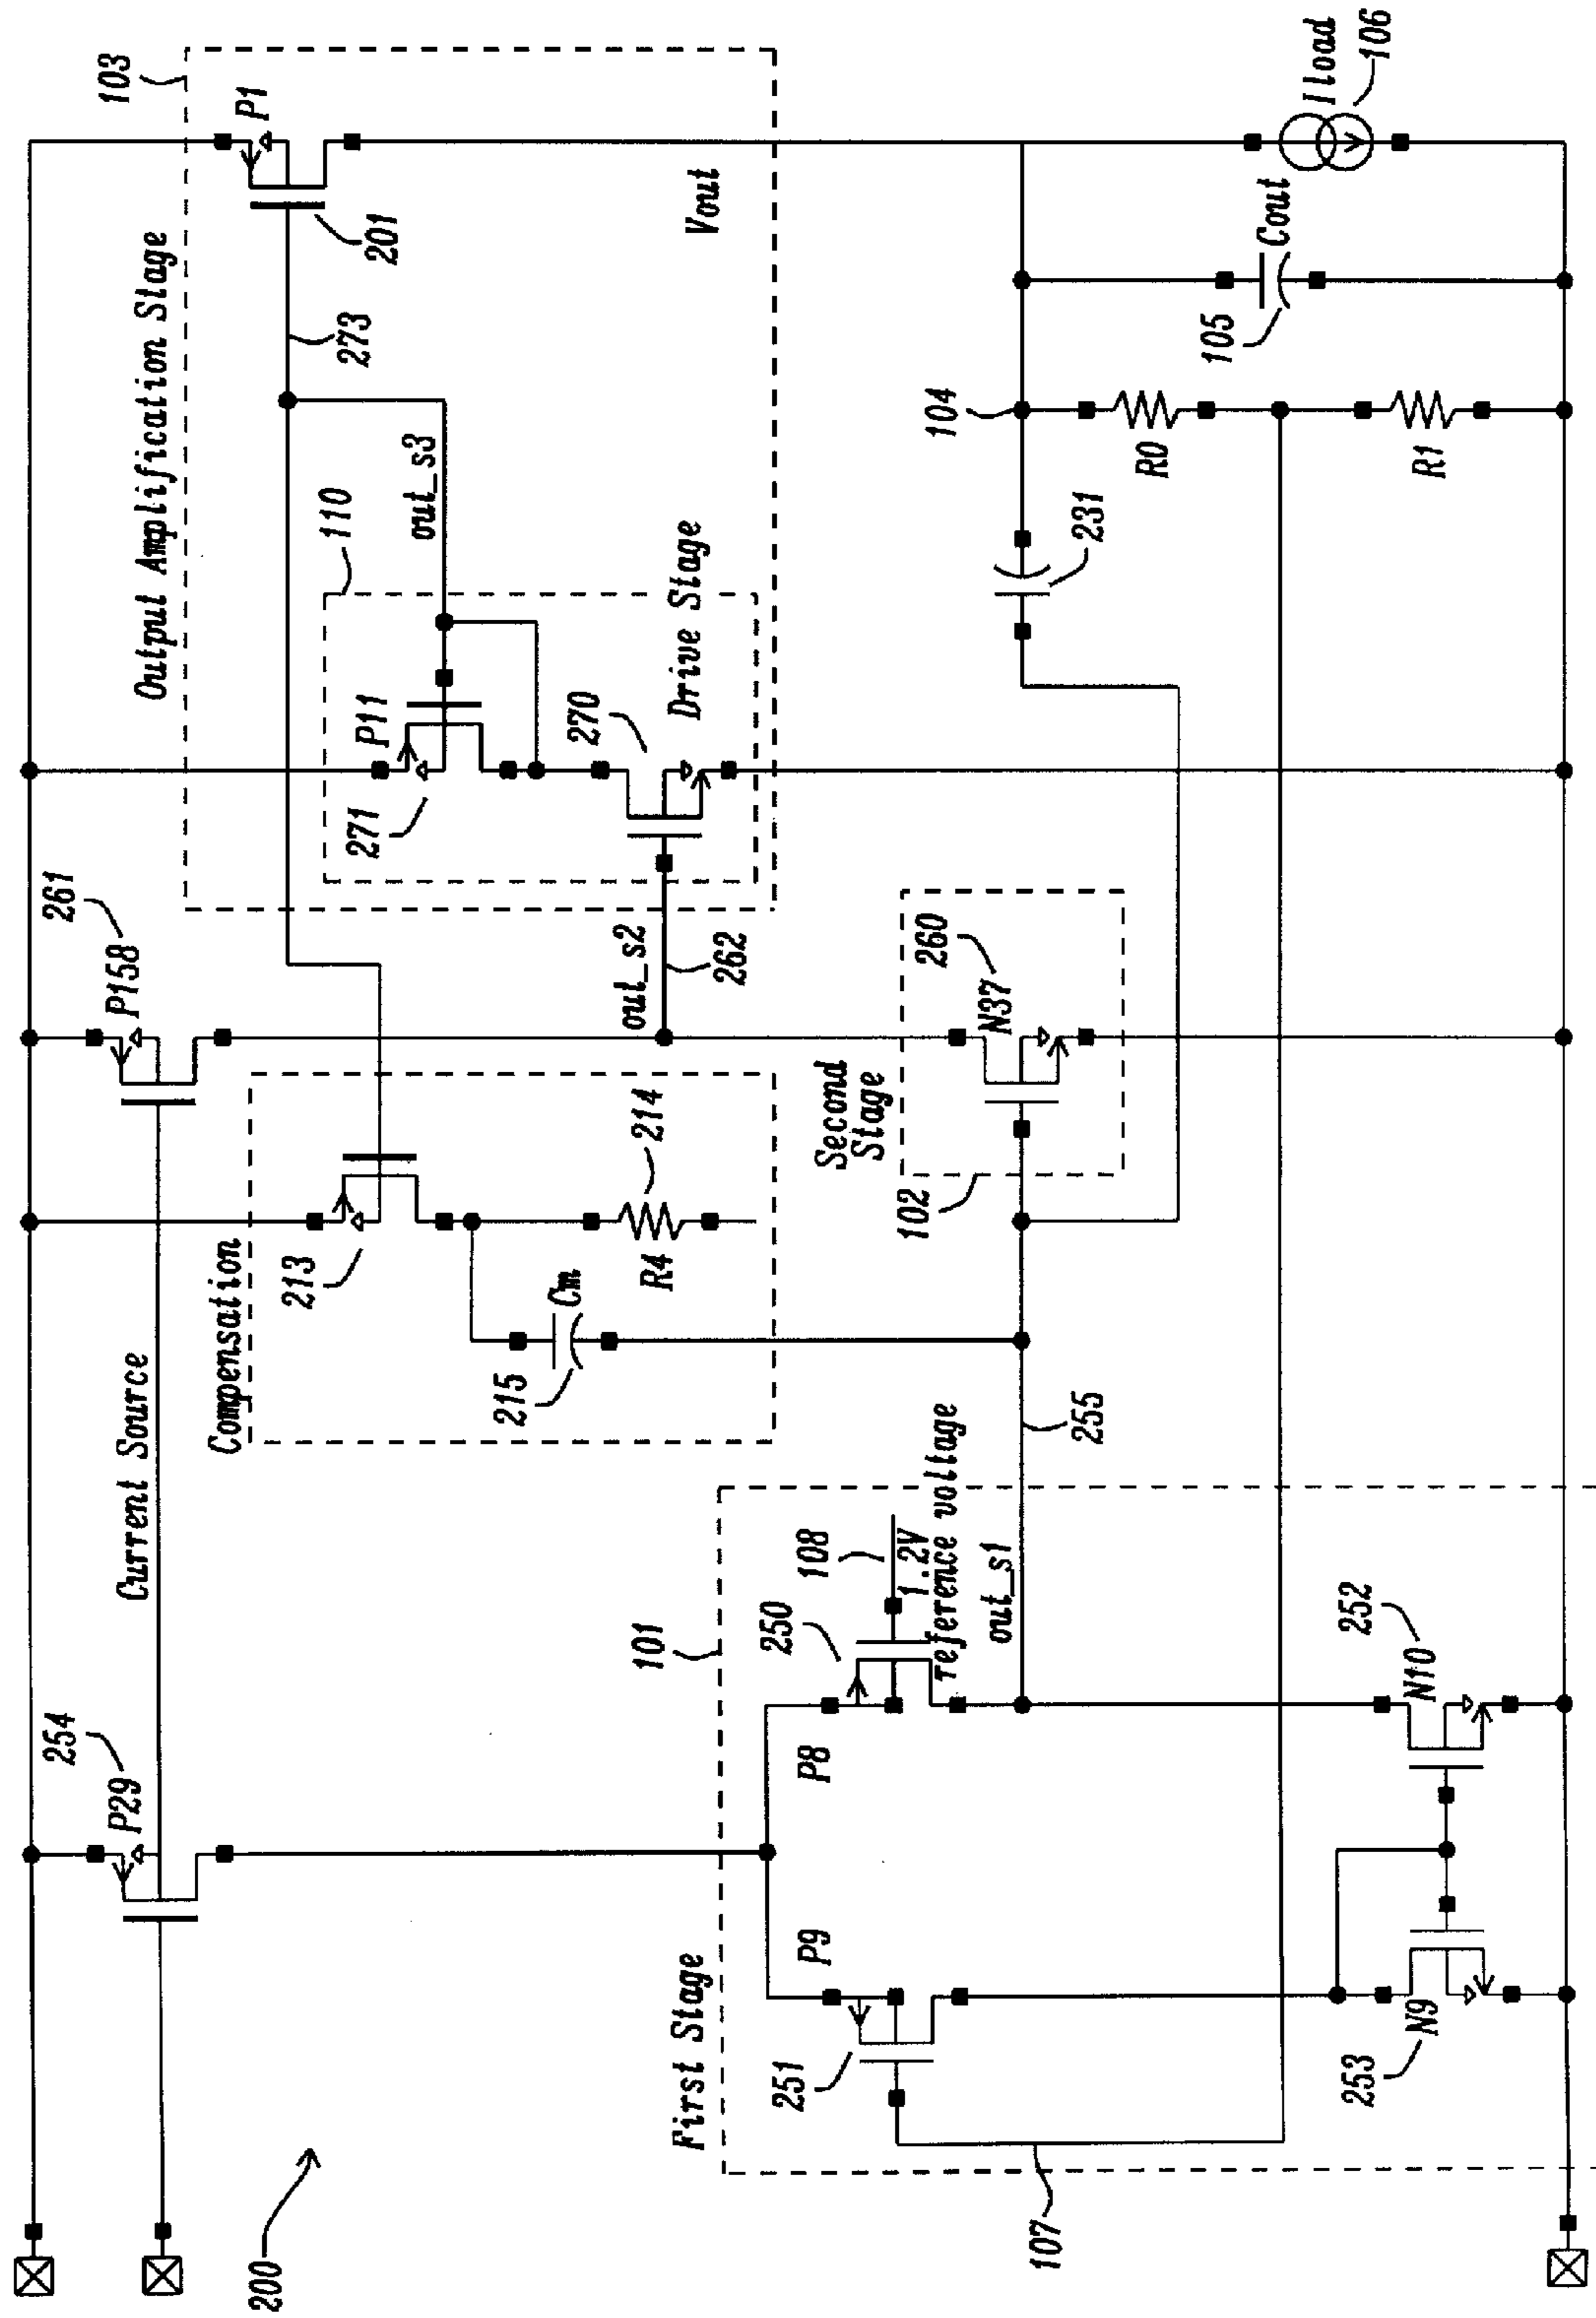 103
Output Amplification Stage
P1
201
273
Vout
110
out_s3
P11
271
270
Drive Stage
261
P158
out_s2
262
Current Source
Compensation
213
214
R4
Cm
215
Second
Stage
102
N37
260
255
254
P29
First Stage
101
P9
251
P8
250
108
1.2V
reference voltage
out_s1
107
N9
253
N10
252
104
231
R0
R1
105
Cout
Iload
106
200